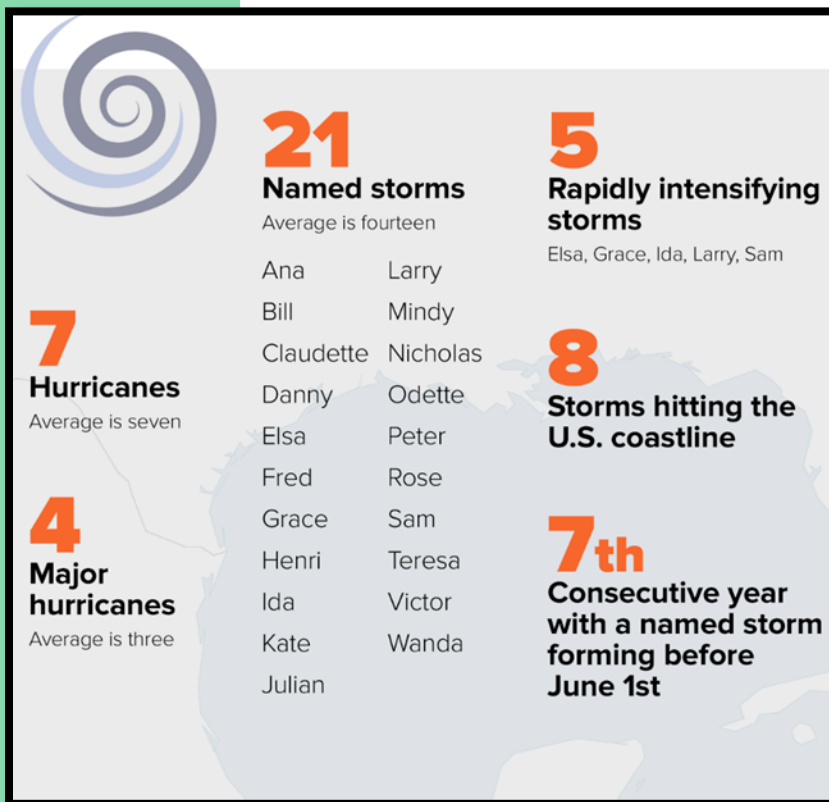 7
Hurricanes
Average is seven
4
Major
hurricanes
Average is three
21
Named storms
Average is fourteen
Ana
Bill
Claudette
Danny
Elsa
Fred
Grace
Henri
Ida
Kate
Julian
Larry
Mindy
Nicholas
Odette
Peter
Rose
Sam
Teresa
Victor
Wanda
5
Rapidly intensifying
storms
Elsa, Grace, Ida, Larry, Sam
8
Storms hitting the
U.S. coastline
7th
Consecutive year
with a named storm
forming before
June 1st